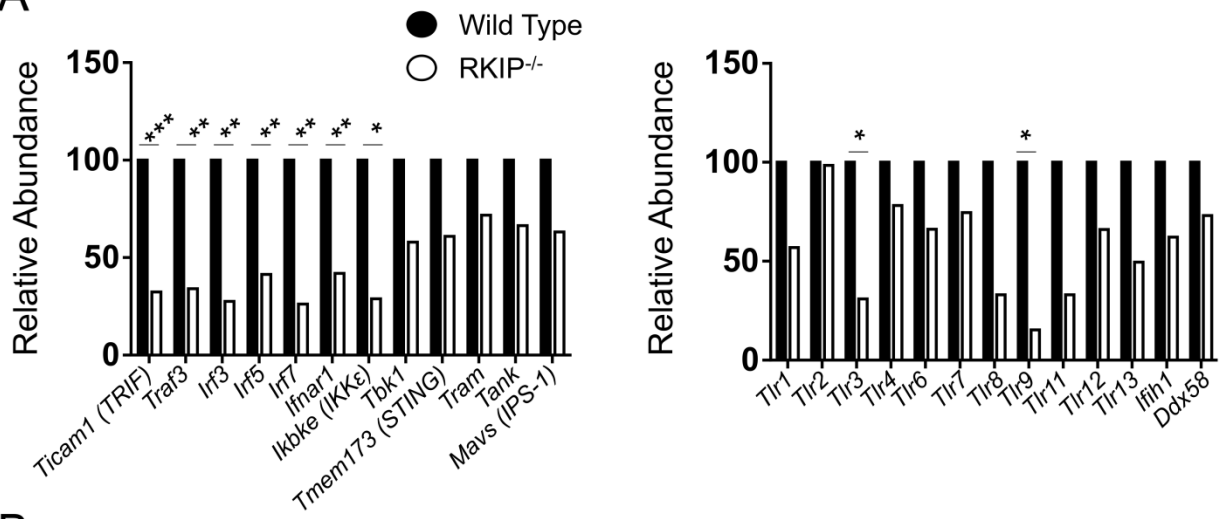 A
Wild Type
RKIP-/-
Relative Abundance
150
100
50
0
***
**
**
**
**
**
*
Ticam1 (TRIF)
Traf3
Irf3
Irf5
Irf7
Ifnar1
Ikbke (IKKε)
Tbk1
Tmem173 (STING)
Tram
Tank
Mavs (IPS-1)
Relative Abundance
150
100
50
0
*
*
Tlr1
Tlr2
Tlr3
Tlr4
Tlr6
Tlr7
Tlr8
Tlr9
Tlr11
Tlr12
Tlr13
Ifih1
Ddx58